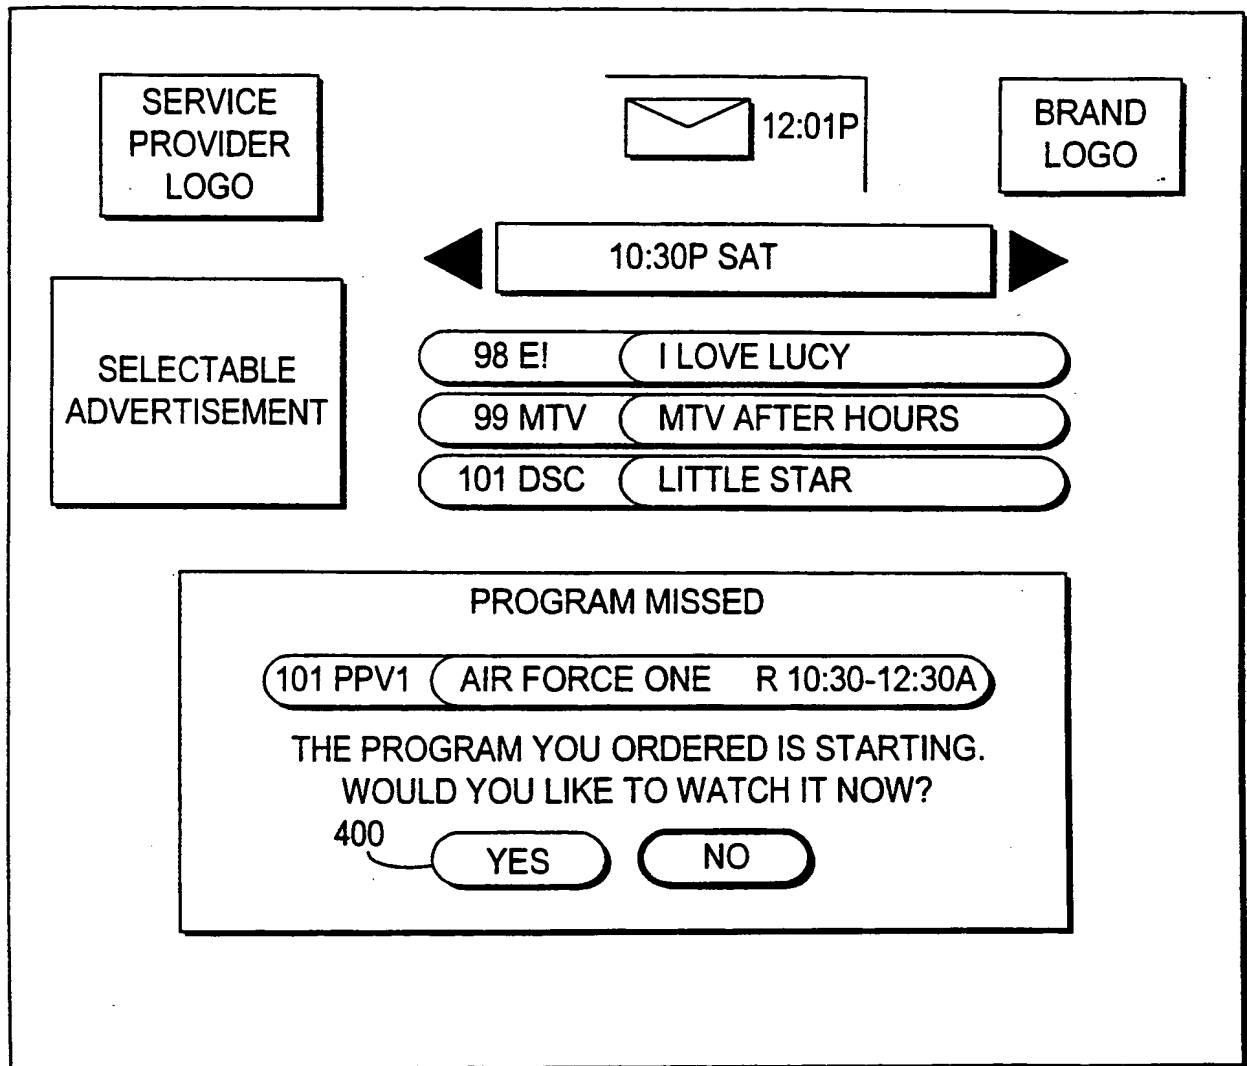 SERVICE
PROVIDER
LOGO
12:01P
BRAND
LOGO
10:30P SAT
SELECTABLE
ADVERTISEMENT
98 E! I LOVE LUCY
99 MTV MTV AFTER HOURS
101 DSC LITTLE STAR
PROGRAM MISSED
101 PPV1 AIR FORCE ONE R 10:30-12:30A
THE PROGRAM YOU ORDERED IS STARTING.
WOULD YOU LIKE TO WATCH IT NOW?
400
YES NO